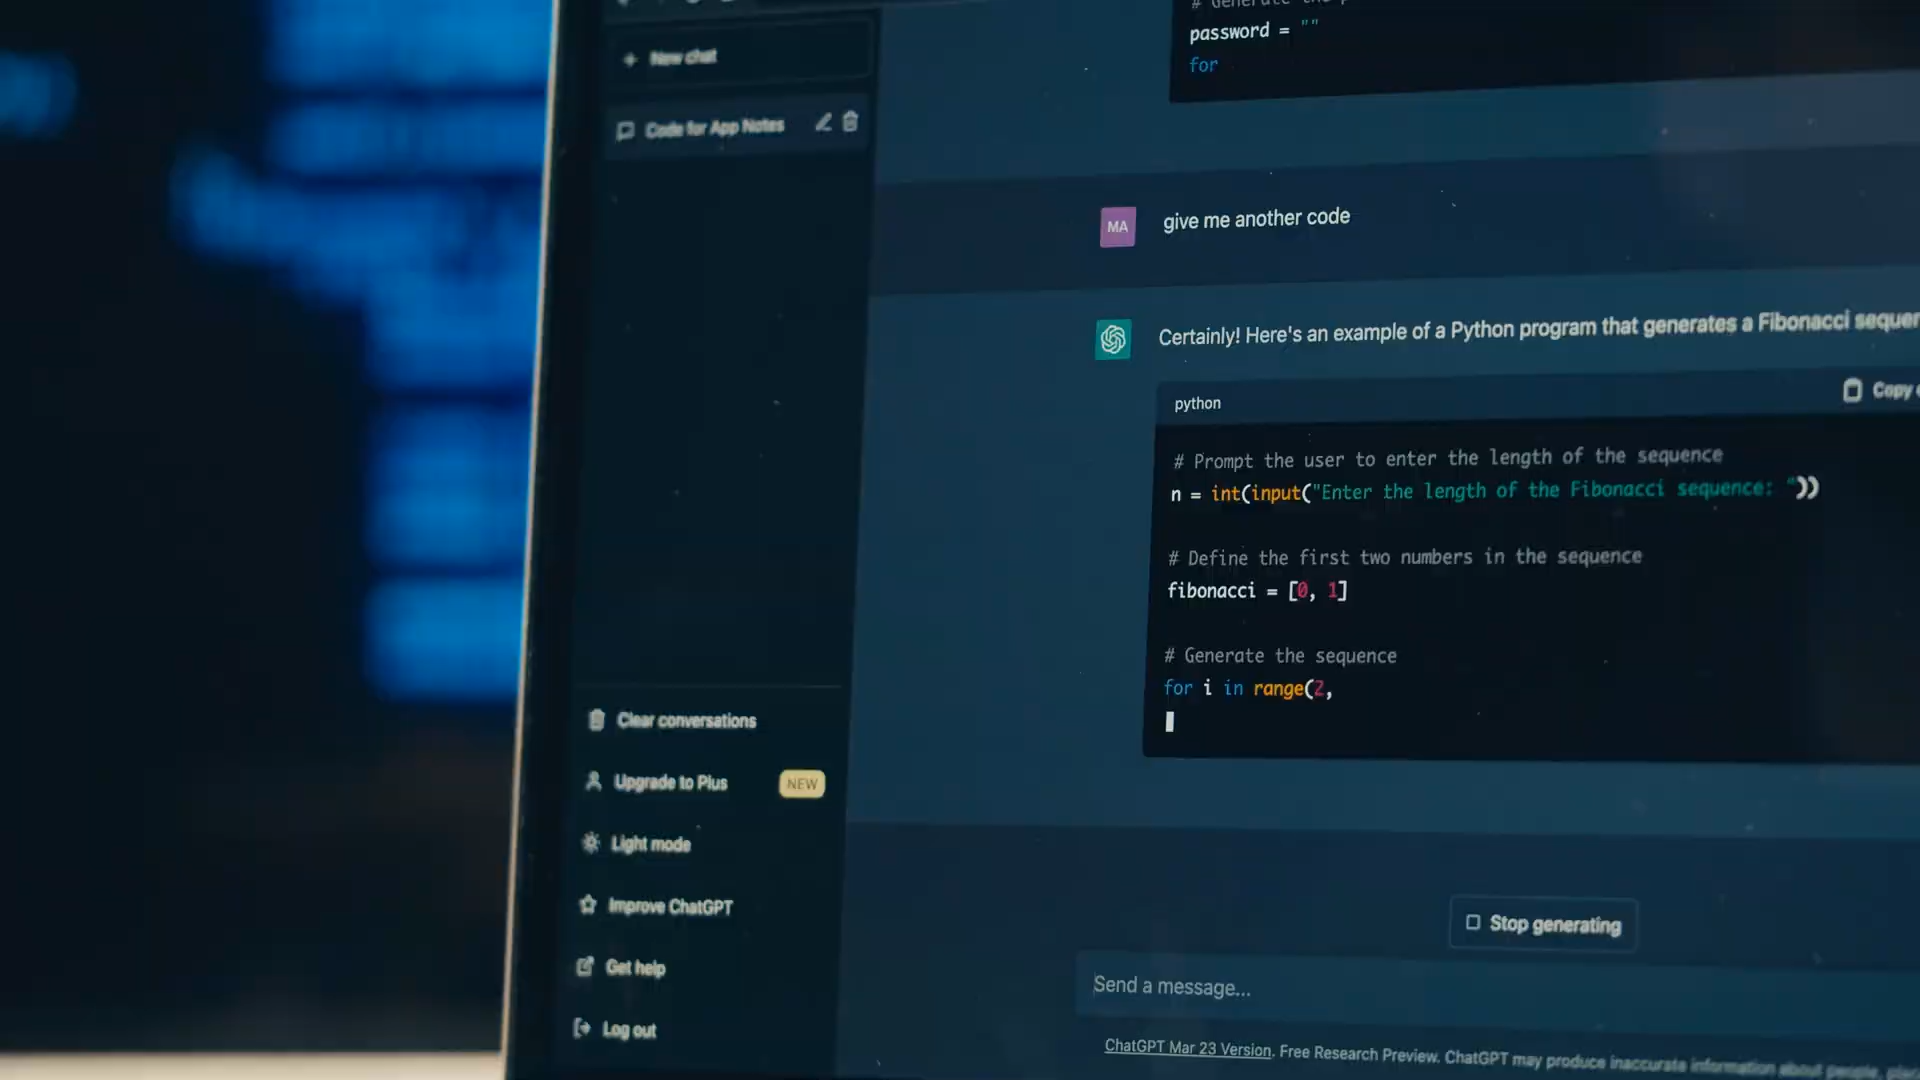 New chat
Code for App Notes
Clear conversations
Upgrade to Plus
NEW
Light mode
Improve ChatGPT
Get help
Log out
# Generate the
password = ""
for
MA
give me another code
Certainly! Here's an example of a Python program that generates a Fibonacci
python
Copy
# Prompt the user to enter the length of the sequence
n = int(input("Enter the length of the Fibonacci sequence: "))
# Define the first two numbers in the sequence
fibonacci = [0, 1]
# Generate the sequence
for i in range(2,
Stop generating
Send a message...
ChatGPT Mar 23 Version. Free Research Preview. ChatGPT may produce inaccurate information about people,